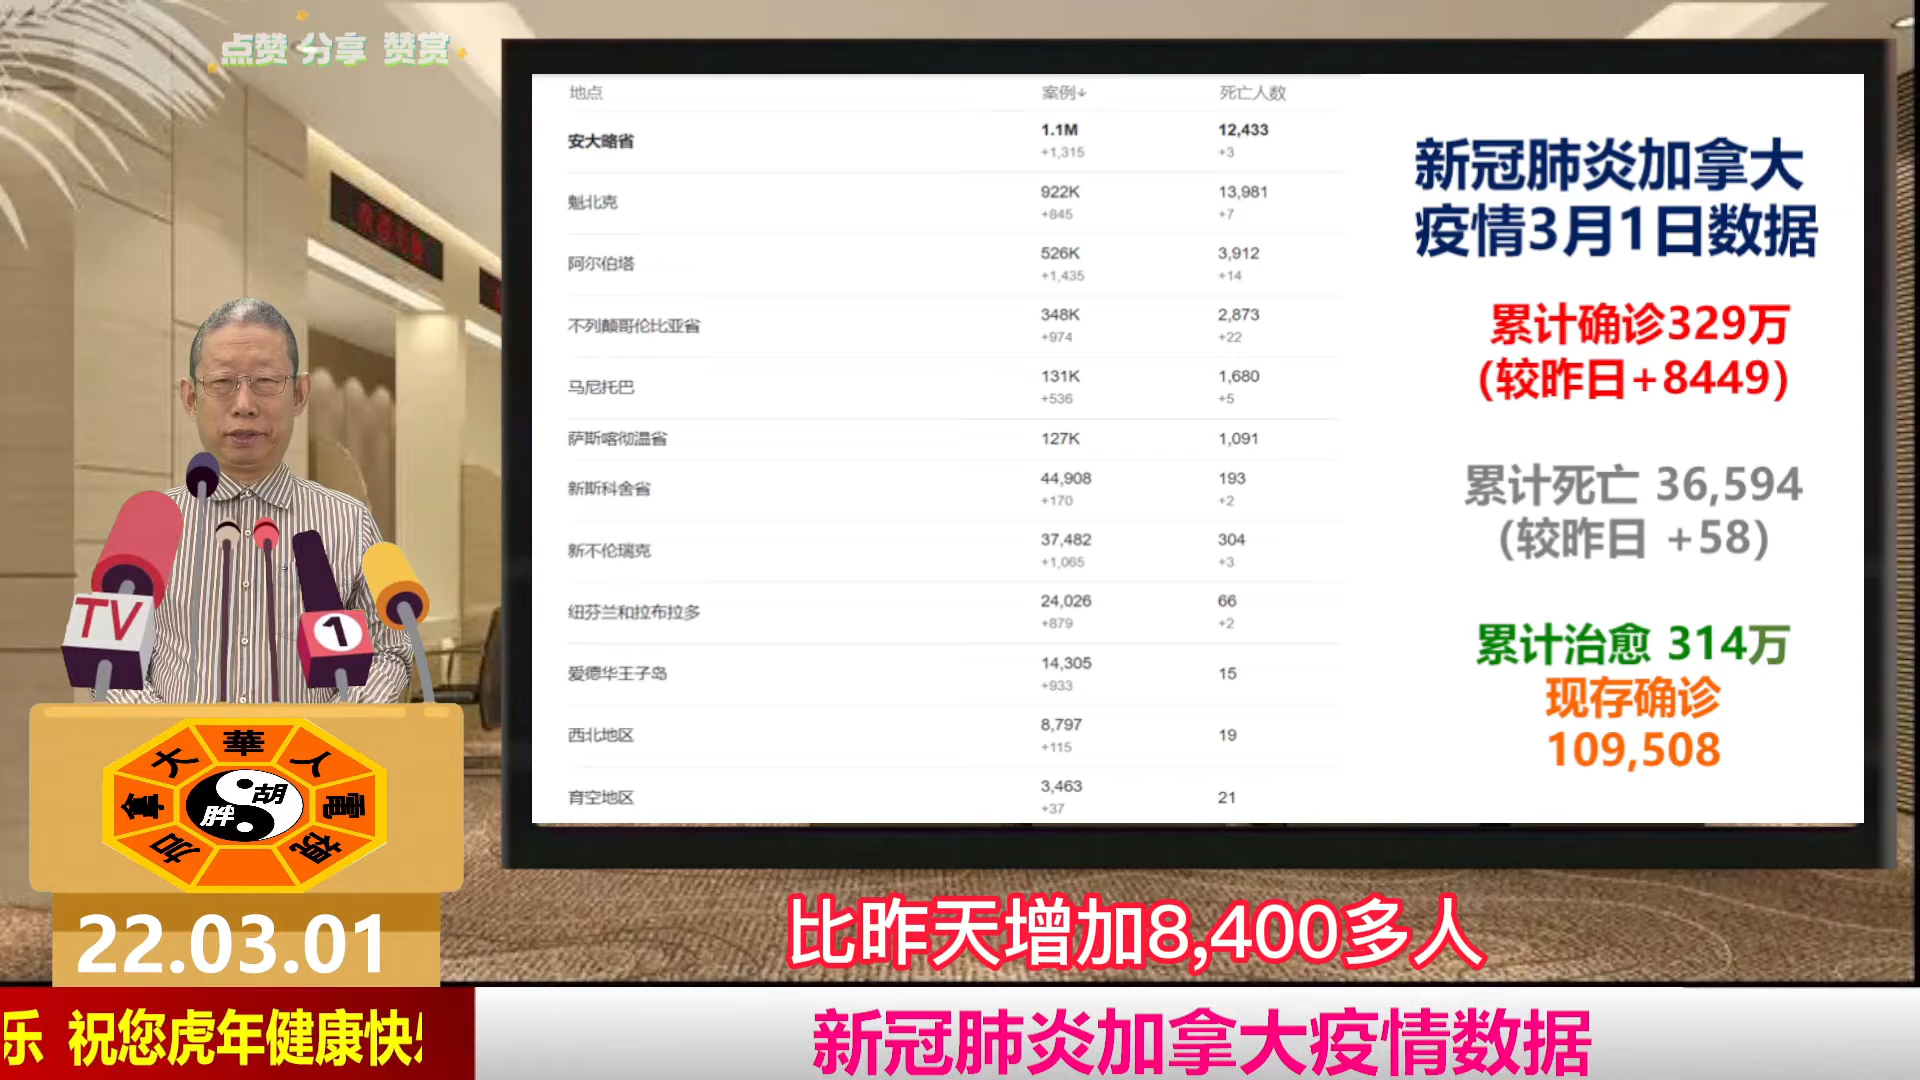 点赞 分享 赞赏
地点 案例↓ 死亡人数
安大略省 1.1M 12,433
+1,315 +3
魁北克 922K 13,981
+845 +7
阿尔伯塔 526K 3,912
+1,435 +14
不列颠哥伦比亚省 348K 2,873
+974 +22
马尼托巴 131K 1,680
+536 +5
萨斯喀彻温省 127K 1,091
新斯科舍省 44,908 193
+170 +2
新不伦瑞克 37,482 304
+1,065 +3
纽芬兰和拉布拉多 24,026 66
+879 +2
爱德华王子岛 14,305 15
+933
西北地区 8,797 19
+115
育空地区 3,463 21
+37
新冠肺炎加拿大
疫情3月1日数据
累计确诊329万
(较昨日+8449)
累计死亡 36,594
(较昨日 +58)
累计治愈 314万
现存确诊
109,508
TV
1
加拿大華人電視
胡
胖
22.03.01
比昨天增加8,400多人
乐 祝您虎年健康快
新冠肺炎加拿大疫情数据